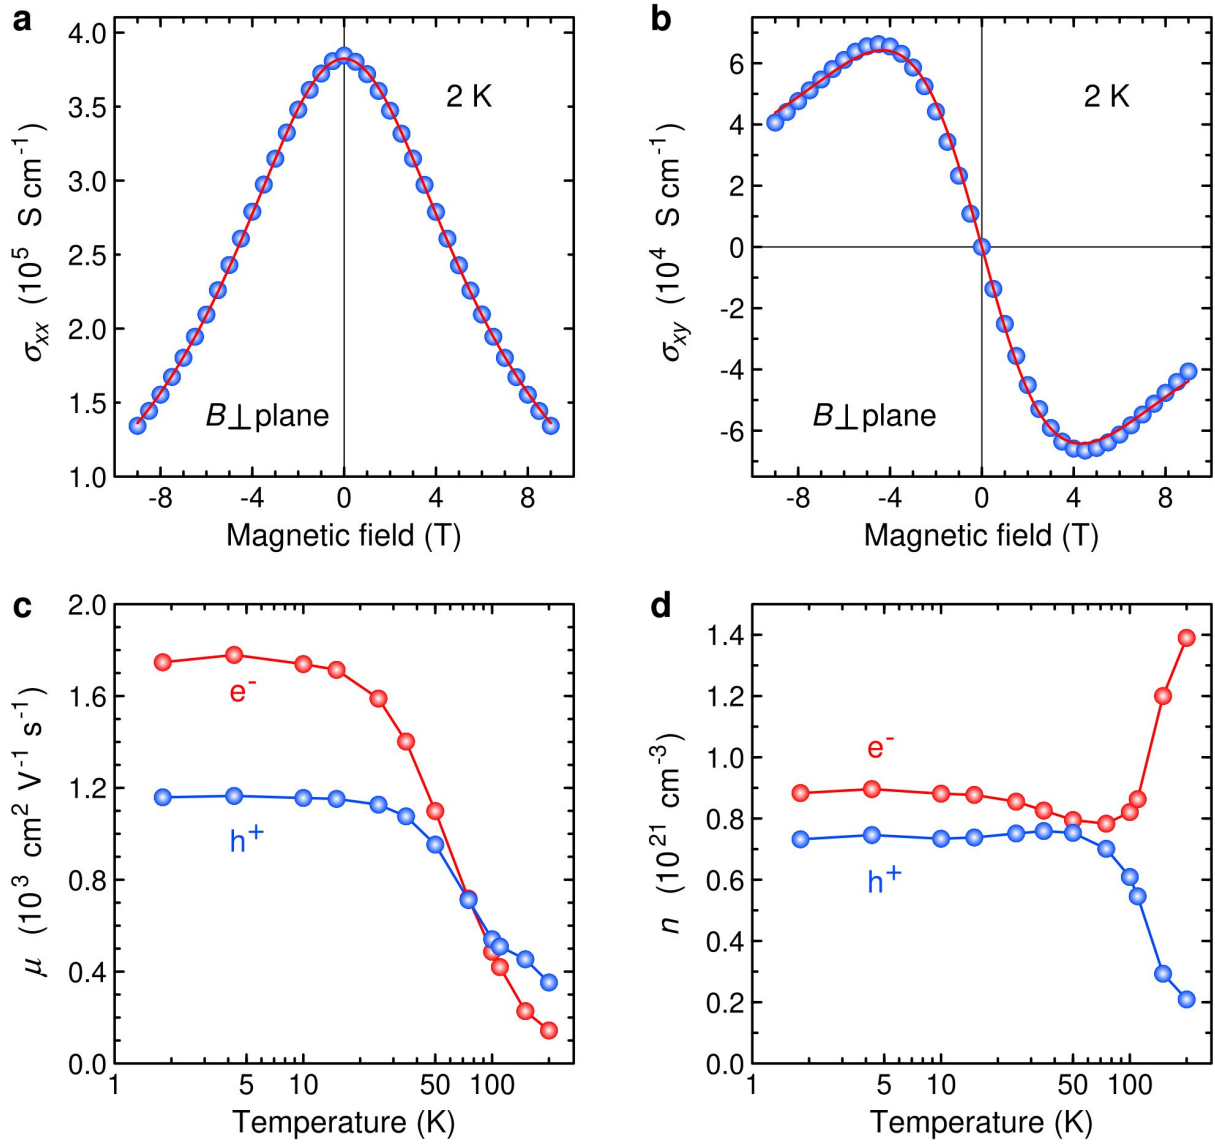 a
4.0
3.5
3.0
2.5
2.0
1.5
1.0
σxx (10⁵ S cm⁻¹)
2 K
B⊥plane
-8 -4 0 4 8
Magnetic field (T)
b
6
4
2
0
-2
-4
-6
σxy (10⁴ S cm⁻¹)
2 K
B⊥plane
-8 -4 0 4 8
Magnetic field (T)
c
2.0
1.6
1.2
0.8
0.4
0.0
μ (10³ cm² V⁻¹ s⁻¹)
e⁻
h⁺
1 5 10 50 100
Temperature (K)
d
1.4
1.2
1.0
0.8
0.6
0.4
0.2
0.0
n (10²¹ cm⁻³)
e⁻
h⁺
1 5 10 50 100
Temperature (K)